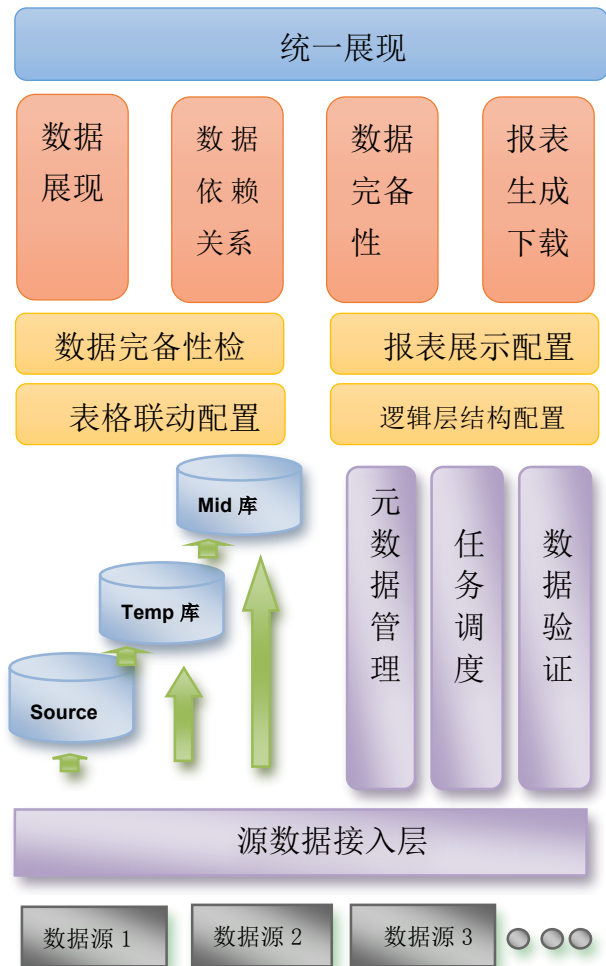 统一展现
数据
展现
数据
依赖
关系
数据
完备
性
报表
生成
下载
数据完备性检
报表展示配置
表格联动配置
逻辑层结构配置
Mid 库
Temp 库
Source
元数据管理
任务调度
数据验证
源数据接入层
数据源 1
数据源 2
数据源 3